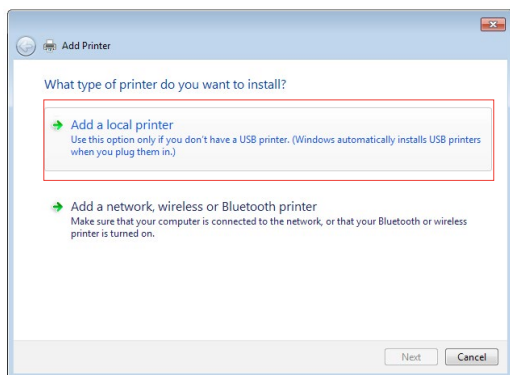 Add Printer
What type of printer do you want to install?
Add a local printer
Use this option only if you don't have a USB printer. (Windows automatically installs USB printers
when you plug them in.)
Add a network, wireless or Bluetooth printer
Make sure that your computer is connected to the network, or that your Bluetooth or wireless
printer is turned on.
Next Cancel